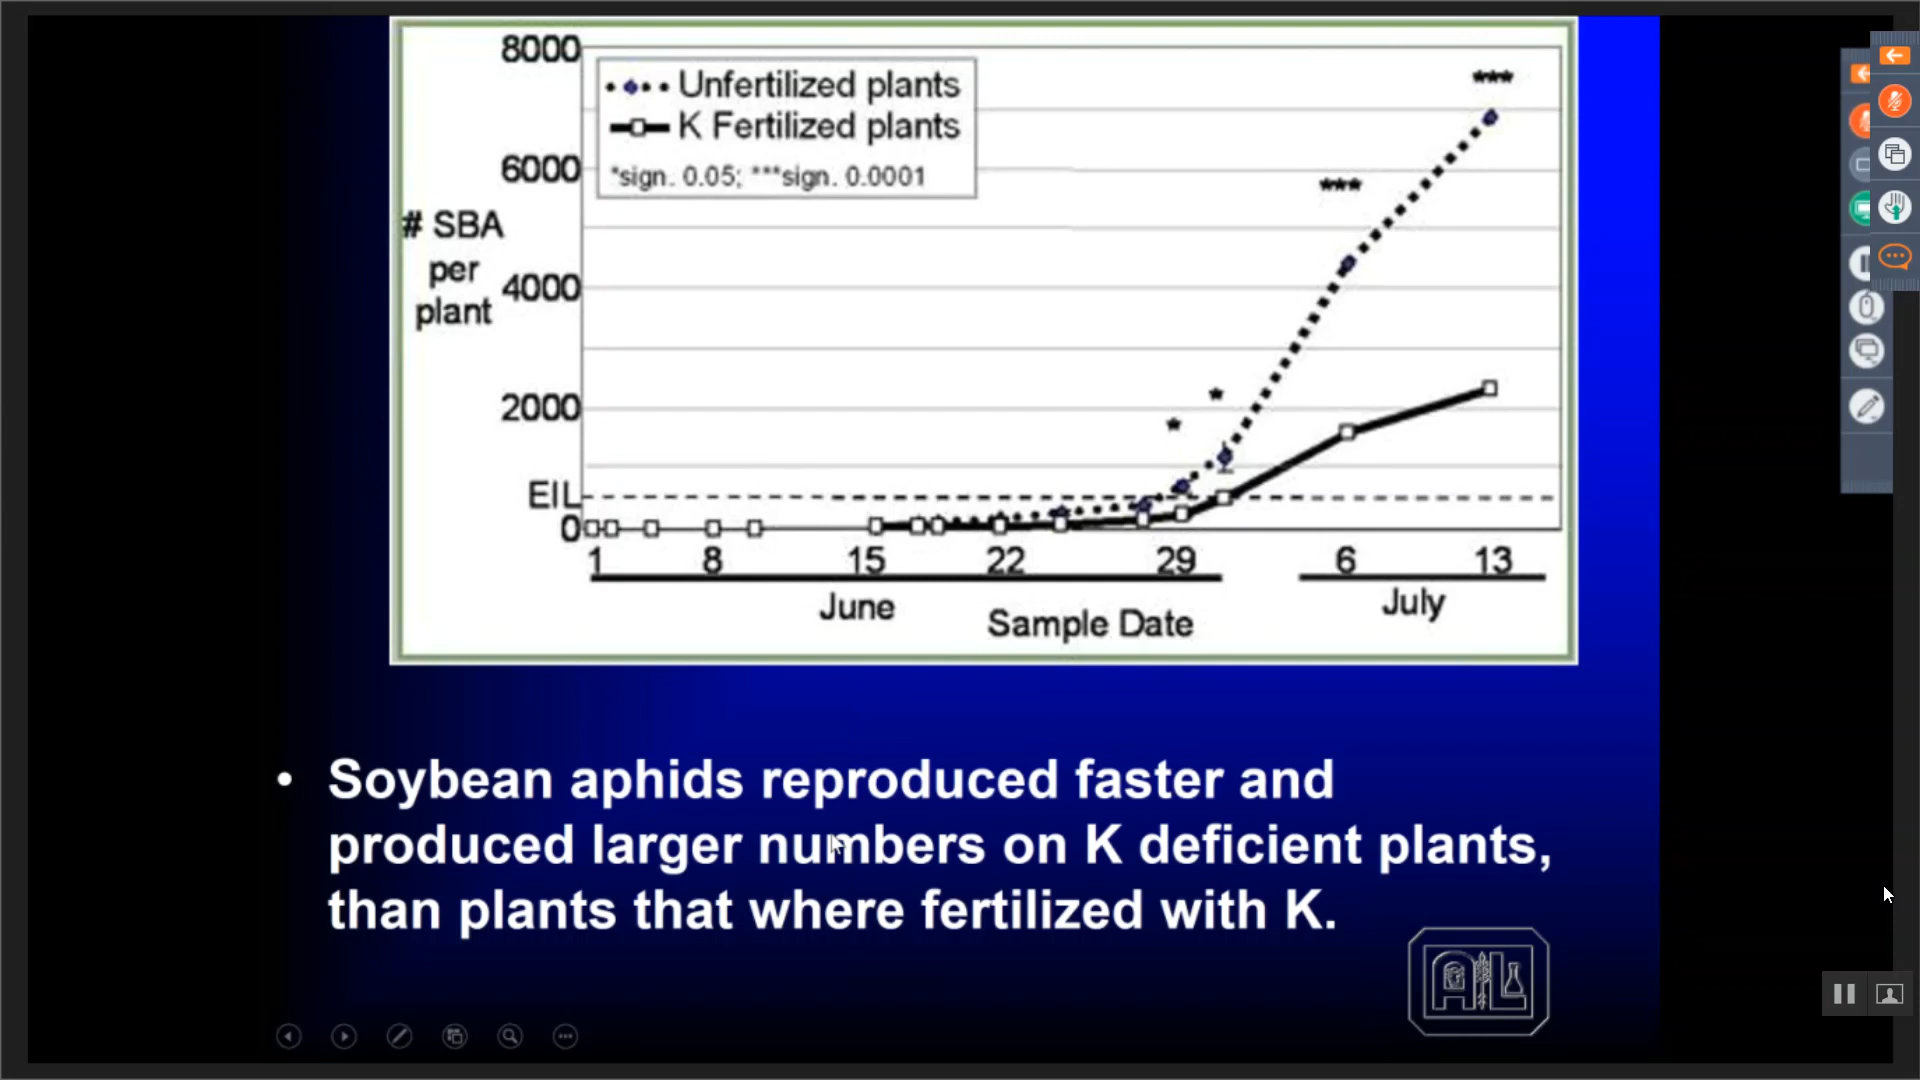 8000
Unfertilized plants
K Fertilized plants
*sign. 0.05; ***sign. 0.0001
***
6000
***
# SBA
per
plant
4000
2000
*
*
EIL
0
1 8 15 22 29 6 13
June
July
Sample Date
• Soybean aphids reproduced faster and
produced larger numbers on K deficient plants,
than plants that where fertilized with K.
AL